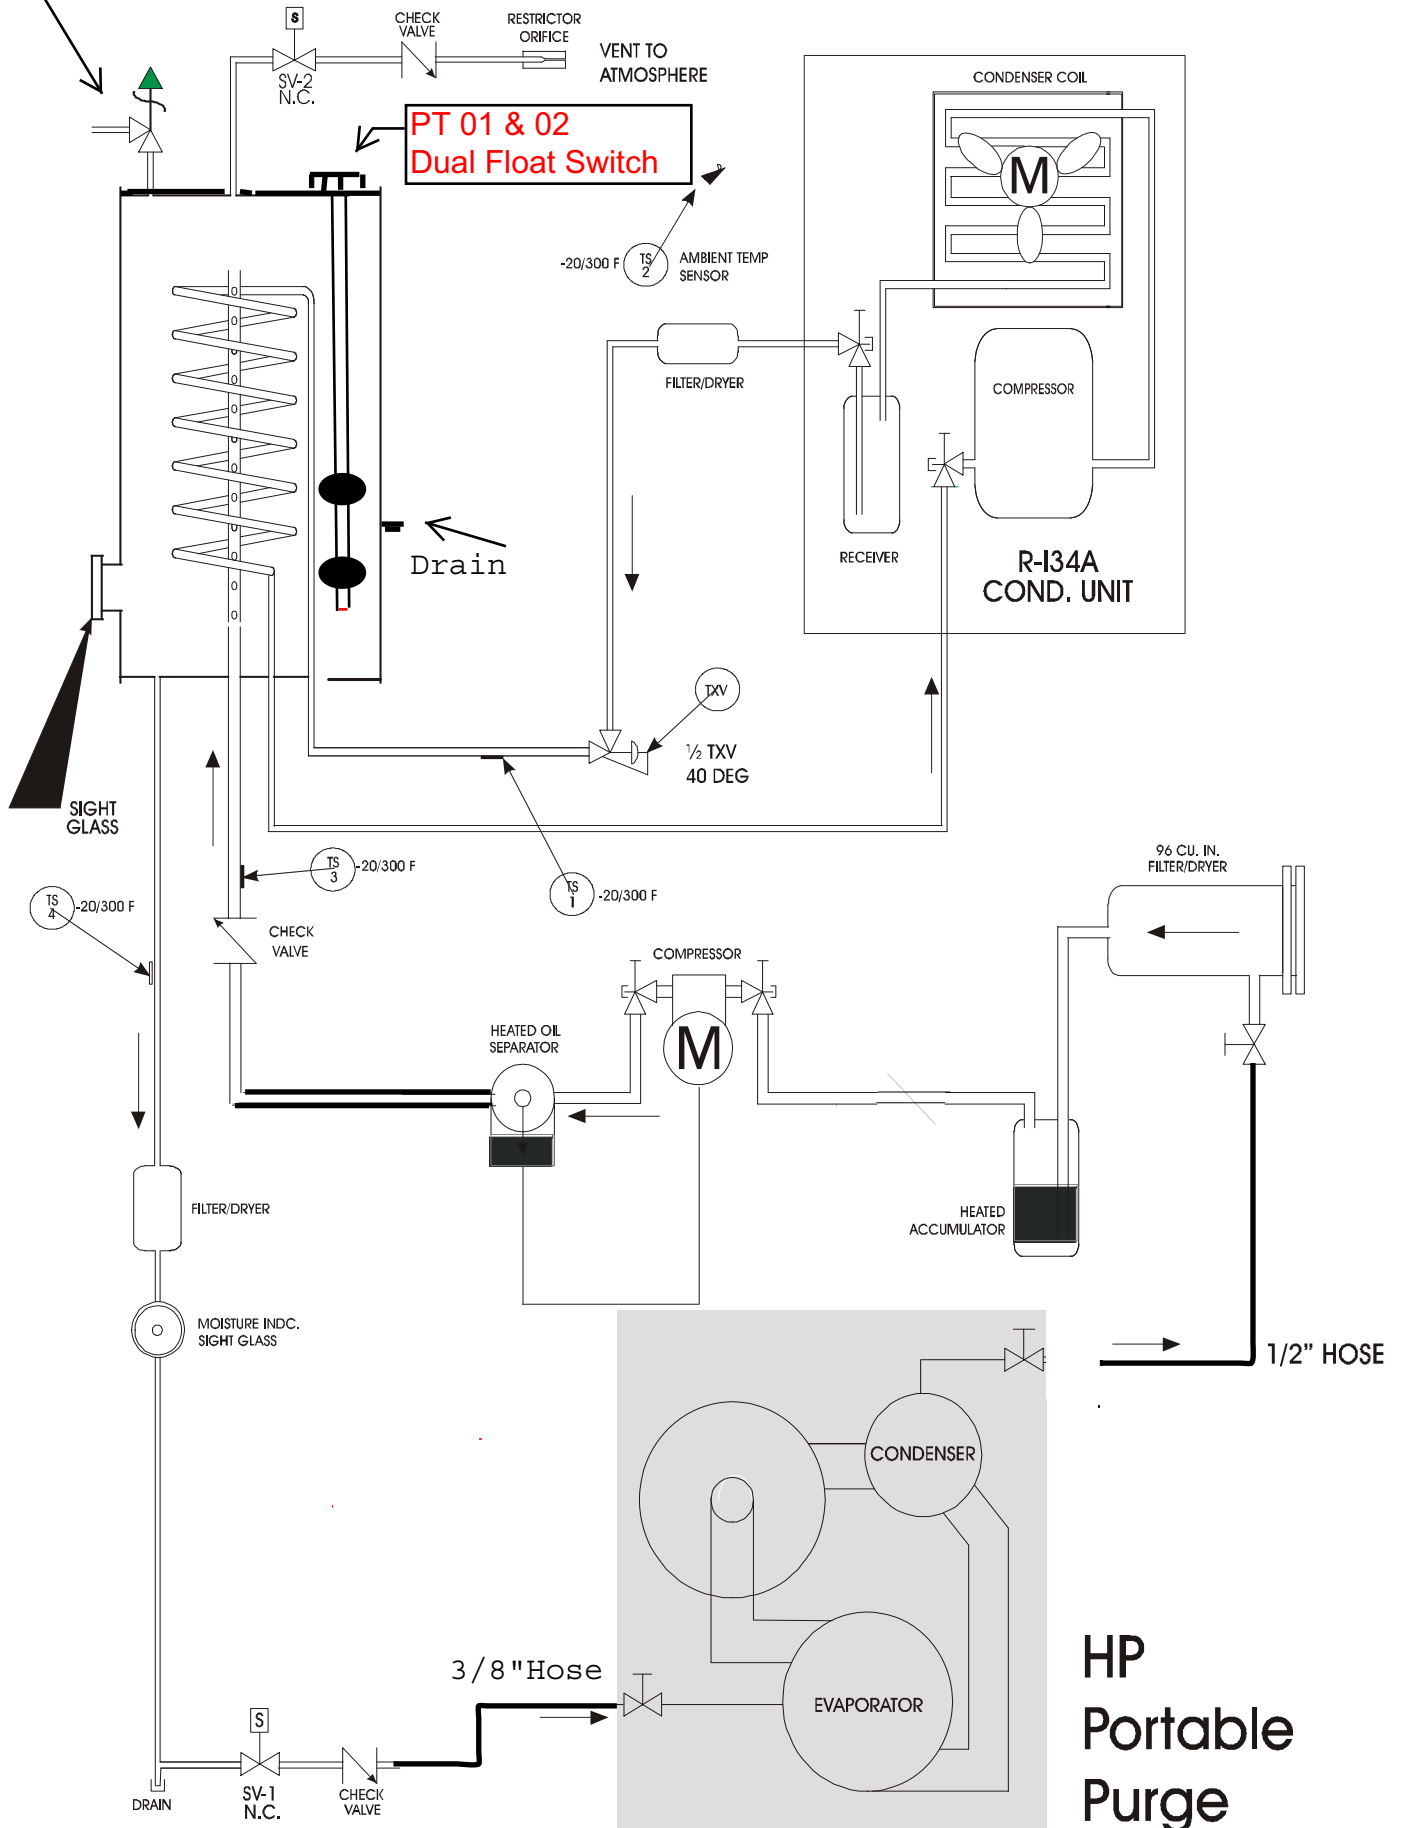 S
CHECK
VALVE
RESTRICTOR
ORIFICE
VENT TO
ATMOSPHERE
SV-2
N.C.
CONDENSER COIL
M
PT 01 & 02
Dual Float Switch
-20/300 F
TS
2
AMBIENT TEMP
SENSOR
FILTER/DRYER
COMPRESSOR
RECEIVER
R-I34A
COND. UNIT
Drain
TXV
½ TXV
40 DEG
SIGHT
GLASS
TS
3
-20/300 F
TS
1
-20/300 F
TS
4
-20/300 F
CHECK
VALVE
96 CU. IN.
FILTER/DRYER
COMPRESSOR
M
HEATED OIL
SEPARATOR
FILTER/DRYER
HEATED
ACCUMULATOR
MOISTURE INDC.
SIGHT GLASS
1/2” HOSE
CONDENSER
3/8"Hose
EVAPORATOR
S
SV-1
N.C.
CHECK
VALVE
DRAIN
HP
Portable
Purge